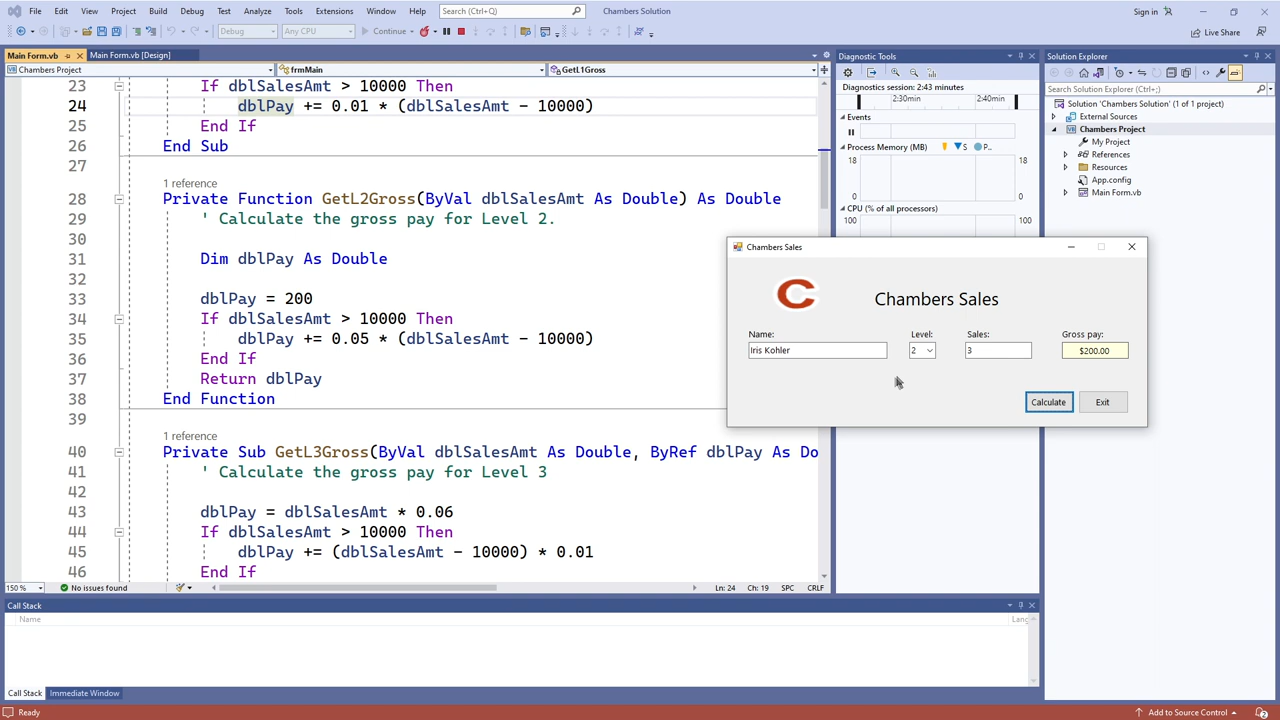 File Edit View Project Build Debug Test Analyze Tools Extensions Window Help Search (Ctrl+Q) Chambers Solution Sign in
Debug Any CPU Continue Live Share
Main Form.vb Main Form.vb [Design]
Chambers Project frmMain GetL1Gross
23 If dblSalesAmt > 10000 Then
24 dblPay += 0.01 * (dblSalesAmt - 10000)
25 End If
26 End Sub
27
1 reference
28 Private Function GetL2Gross(ByVal dblSalesAmt As Double) As Double
29 ' Calculate the gross pay for Level 2.
30
31 Dim dblPay As Double
32
33 dblPay = 200
34 If dblSalesAmt > 10000 Then
35 dblPay += 0.05 * (dblSalesAmt - 10000)
36 End If
37 Return dblPay
38 End Function
39
1 reference
40 Private Sub GetL3Gross(ByVal dblSalesAmt As Double, ByRef dblPay As Do
41 ' Calculate the gross pay for Level 3
42
43 dblPay = dblSalesAmt * 0.06
44 If dblSalesAmt > 10000 Then
45 dblPay += (dblSalesAmt - 10000) * 0.01
46 End If
150 % No issues found Ln: 24 Ch: 19 SPC CRLF
Diagnostic Tools
Diagnostics session: 2:43 minutes
2:30min 2:40min
Events
Process Memory (MB) S P...
18 18
0 0
CPU (% of all processors)
100 100
Solution Explorer
Search Solution Explorer (Ctrl+;)
Solution 'Chambers Solution' (1 of 1 project)
External Sources
Chambers Project
My Project
References
Resources
App.config
Main Form.vb
Chambers Sales
C
Chambers Sales
Name: Level: Sales: Gross pay:
Iris Kohler 2 3 $200.00
Calculate Exit
Call Stack
Name Lang
Call Stack Immediate Window
Ready Add to Source Control 2